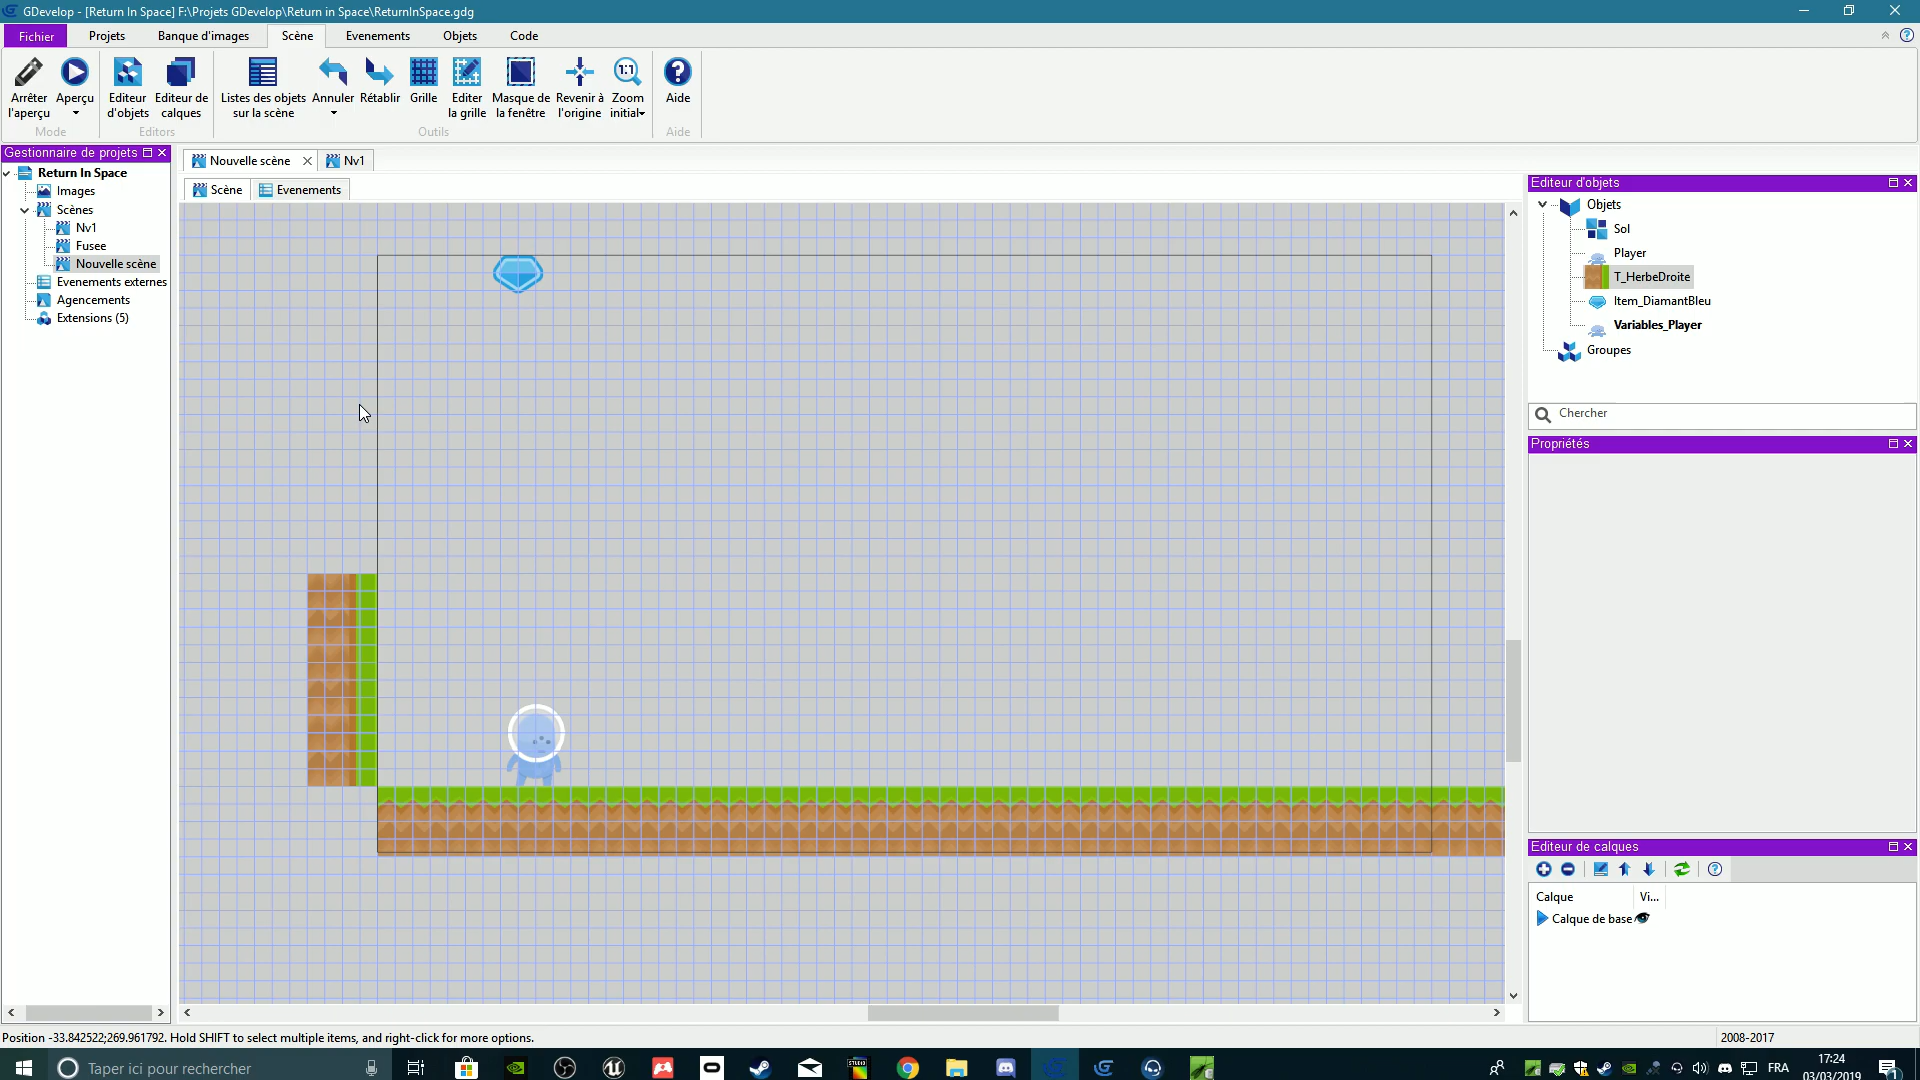 GDevelop - [Return In Space] F:\Projets GDevelop\Return in Space\ReturnInSpace.gdg
Fichier
Projets
Banque d'images
Scène
Evenements
Objets
Code
Arrêter l'aperçu
Aperçu
Editeur d'objets
Editeur de calques
Listes des objets sur la scène
Annuler
Rétablir
Grille
Editer la grille
Masque de la fenêtre
Revenir à l'origine
1:1
Zoom initial
Aide
Mode
Editors
Outils
Aide
Gestionnaire de projets
Return In Space
Images
Scènes
Nv1
Fusee
Nouvelle scène
Evenements externes
Agencements
Extensions (5)
Nouvelle scène
Nv1
Scène
Evenements
Editeur d'objets
Objets
Sol
Player
T_HerbeDroite
Item_DiamantBleu
Variables_Player
Groupes
Chercher
Propriétés
Editeur de calques
Calque
Vi...
Calque de base
Position -33.842522;269.961792. Hold SHIFT to select multiple items, and right-click for more options.
2008-2017
Taper ici pour rechercher
STUDIO
FRA
17:24
03/03/2019
1